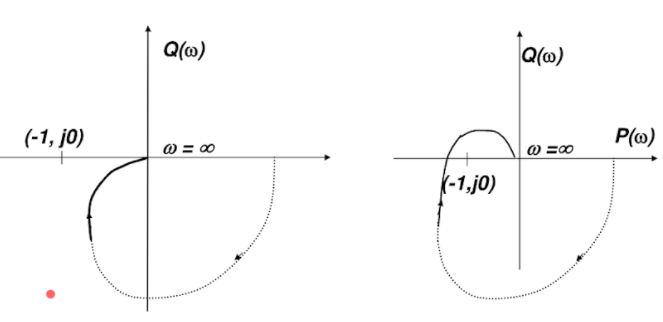 Q(ω)
(-1, j0)
ω = ∞
Q(ω)
P(ω)
ω =∞
(-1,j0)